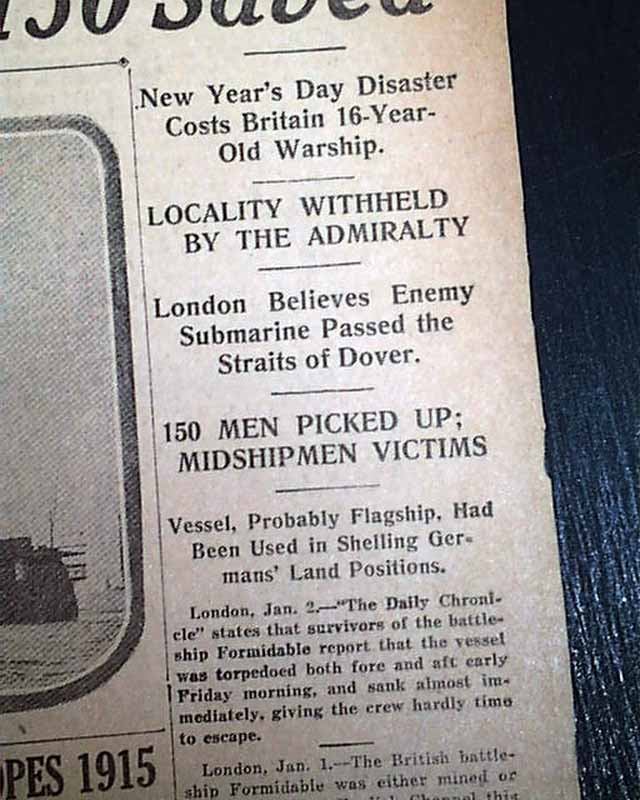 150 Saved
New Year's Day Disaster
Costs Britain 16-Year-
Old Warship.
LOCALITY WITHHELD
BY THE ADMIRALTY
London Believes Enemy
Submarine Passed the
Straits of Dover.
150 MEN PICKED UP;
MIDSHIPMEN VICTIMS
Vessel, Probably Flagship, Had
Been Used in Shelling Ger-
mans' Land Positions.
London, Jan. 2.—"The Daily Chroni-
cle" states that survivors of the battle-
ship Formidable report that the vessel
was torpedoed both fore and aft early
Friday morning, and sank almost im-
mediately, giving the crew hardly time
to escape.
London, Jan. 1.—The British battle-
ship Formidable was either mined or
Channel this
OPES 1915